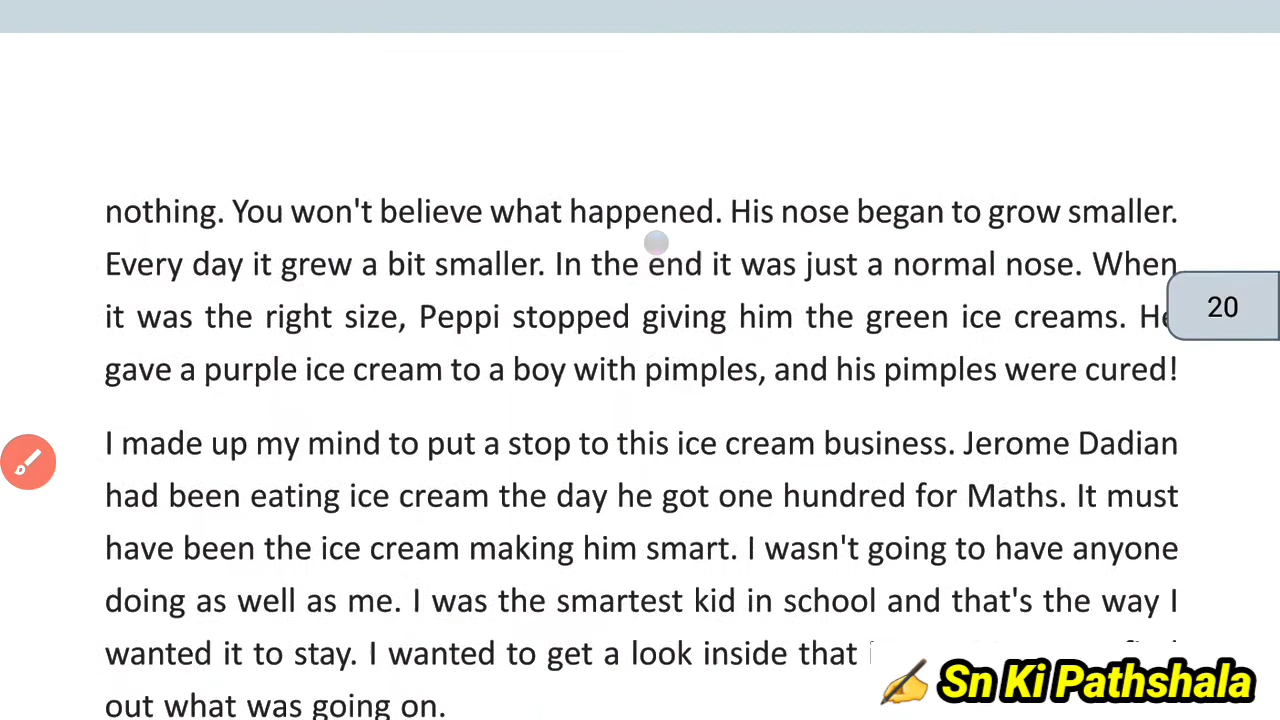 nothing. You won't believe what happened. His nose began to grow smaller.
Every day it grew a bit smaller. In the end it was just a normal nose. When
it was the right size, Peppi stopped giving him the green ice creams. He
20
gave a purple ice cream to a boy with pimples, and his pimples were cured!
I made up my mind to put a stop to this ice cream business. Jerome Dadian
had been eating ice cream the day he got one hundred for Maths. It must
have been the ice cream making him smart. I wasn't going to have anyone
doing as well as me. I was the smartest kid in school and that's the way I
wanted it to stay. I wanted to get a look inside that
out what was going on.
Sn Ki Pathshala